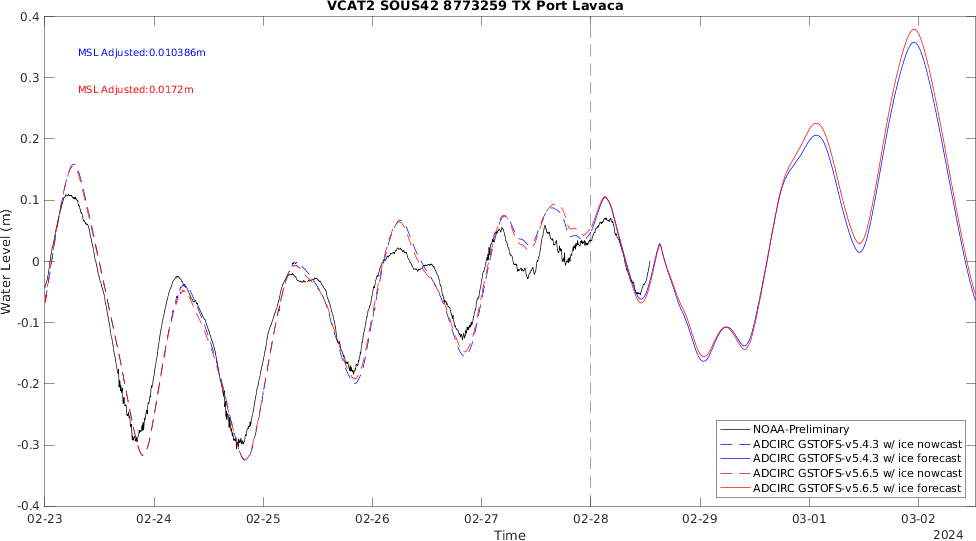 VCAT2 SOUS42 8773259 TX Port Lavaca
MSL Adjusted:0.010386m
MSL Adjusted:0.0172m
Water Level (m)
0.4
0.3
0.2
0.1
0
-0.1
-0.2
-0.3
-0.4
NOAA-Preliminary
ADCIRC GSTOFS-v5.4.3 w/ ice nowcast
ADCIRC GSTOFS-v5.4.3 w/ ice forecast
ADCIRC GSTOFS-v5.6.5 w/ ice nowcast
ADCIRC GSTOFS-v5.6.5 w/ ice forecast
02-23 02-24 02-25 02-26 02-27 02-28 02-29 03-01 03-02
Time
2024